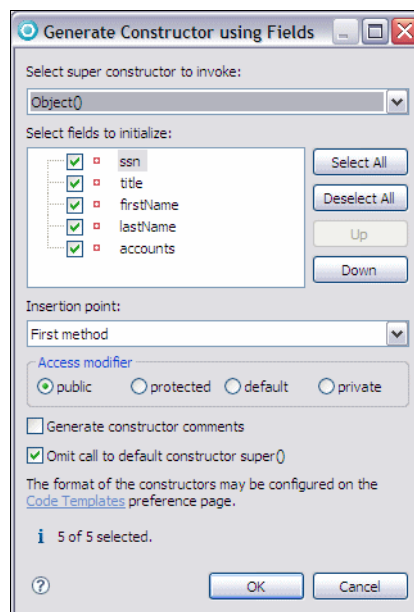 Generate Constructor using Fields
Select super constructor to invoke:
Object()
Select fields to initialize:
ssn
title
firstName
lastName
accounts
Select All
Deselect All
Up
Down
Insertion point:
First method
Access modifier
public protected default private
Generate constructor comments
Omit call to default constructor super()
The format of the constructors may be configured on the
Code Templates preference page.
5 of 5 selected.
OK Cancel